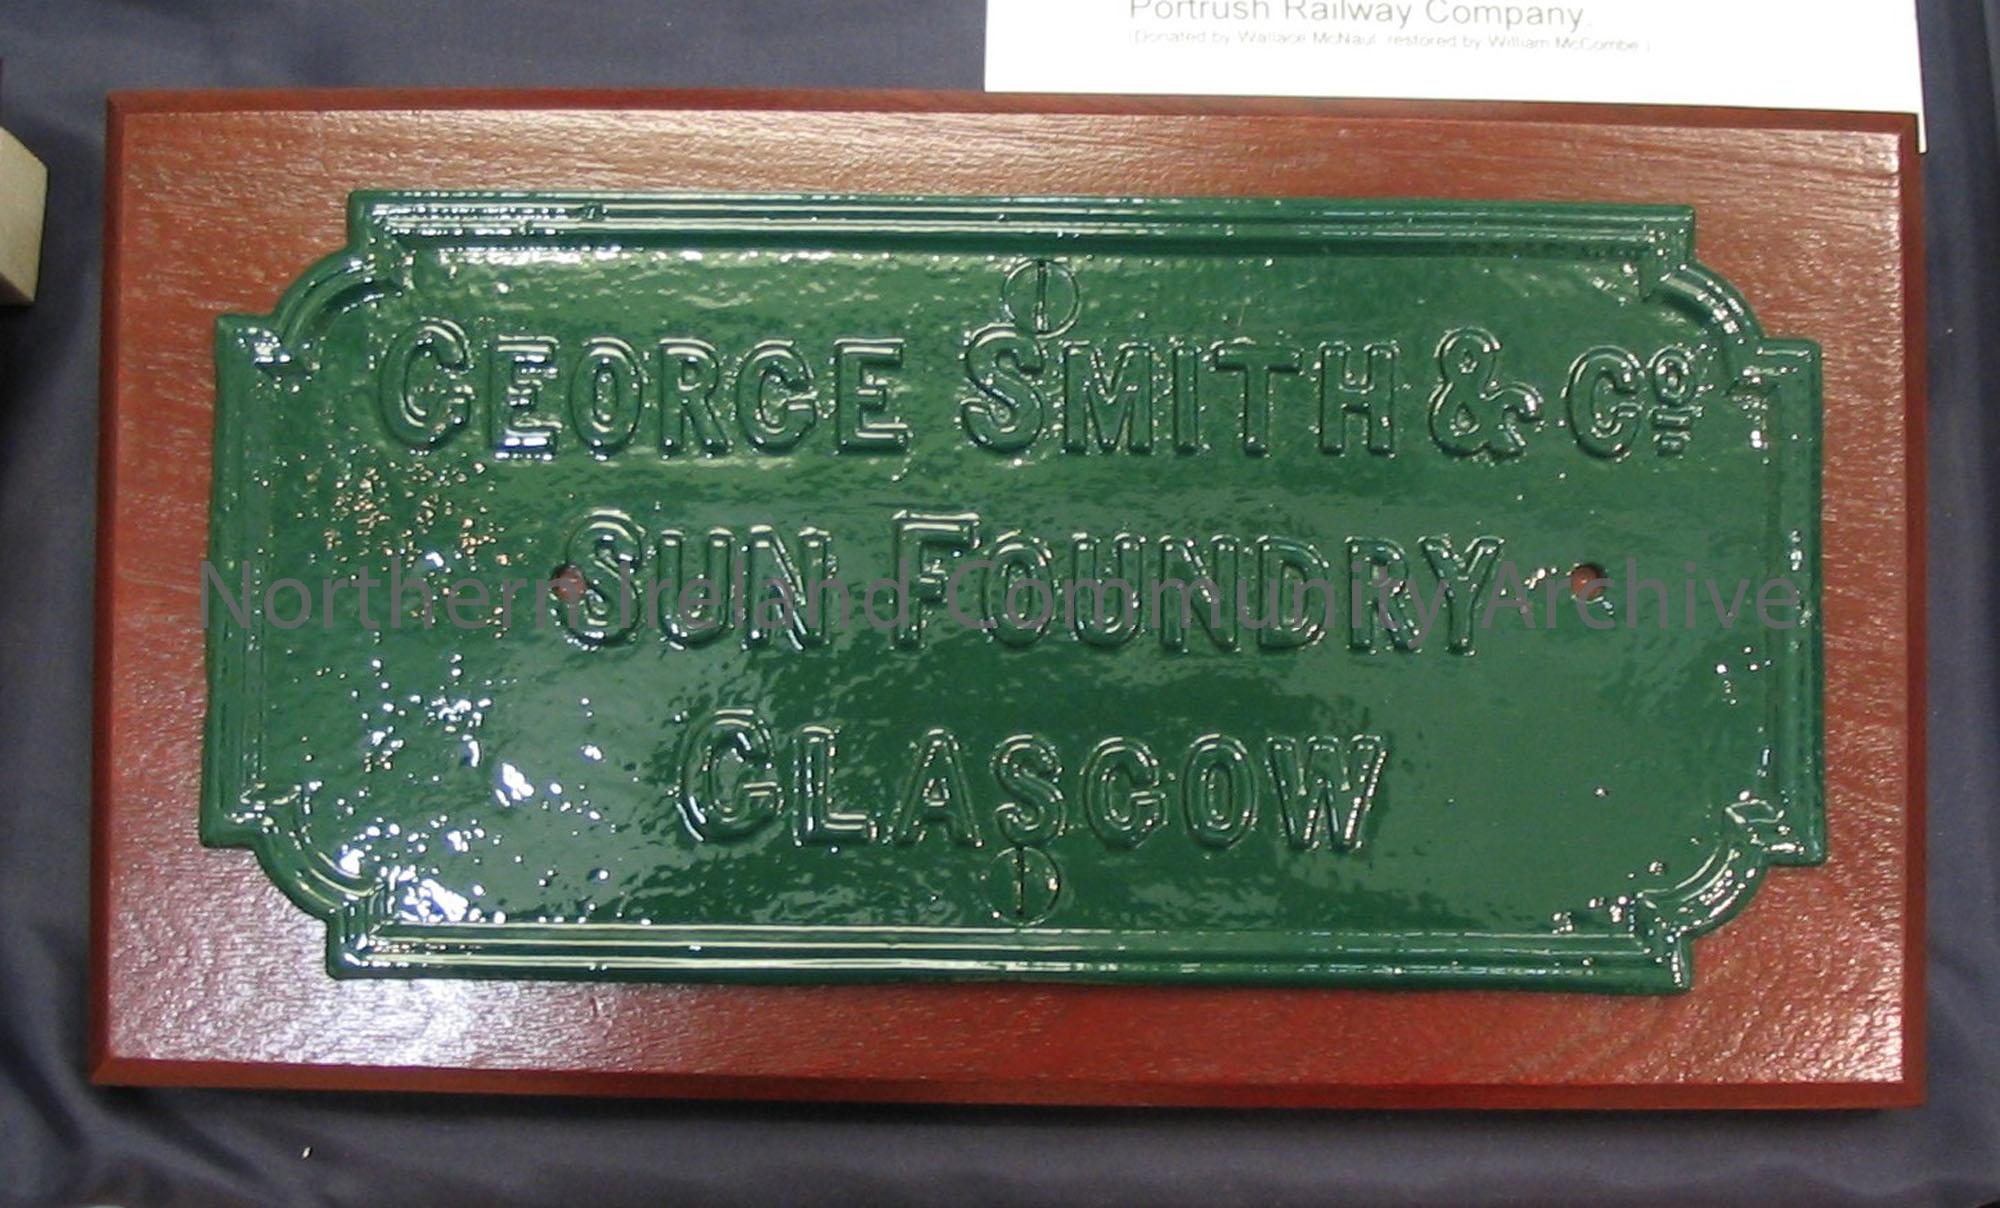 Portrush Railway Company.
(Donated by Wallace McNaul, restored by William McCombe.)
GEORGE SMITH & Cº
SUN FOUNDRY
GLASGOW
Northern Ireland Community Archive